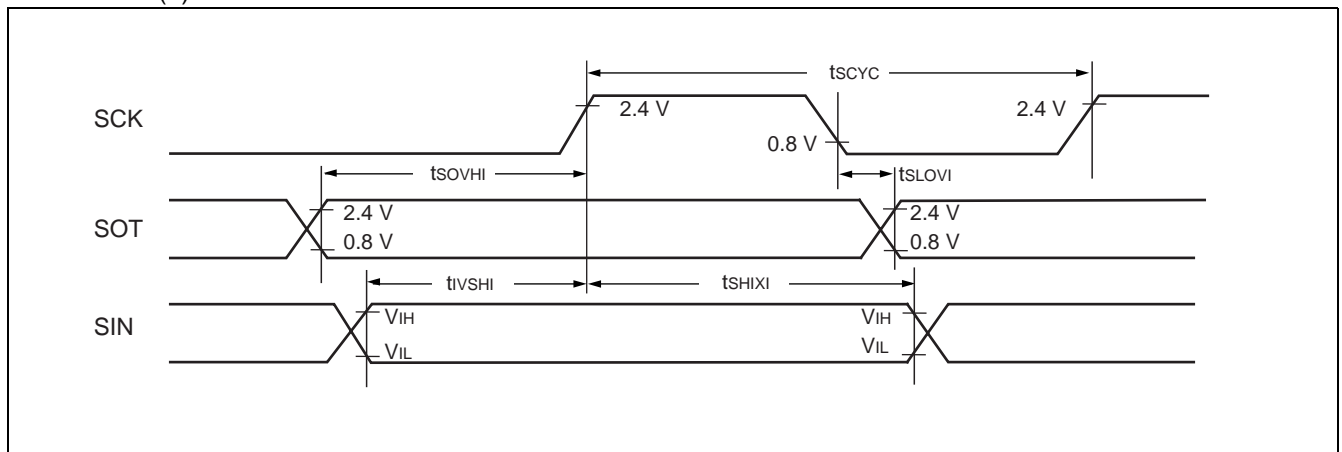 tSCYC
SCK
2.4 V
0.8 V
2.4 V
tSOVHI
tSLOVI
SOT
2.4 V
0.8 V
2.4 V
0.8 V
tIVSHI
tSHIXI
SIN
VIH
VIL
VIH
VIL